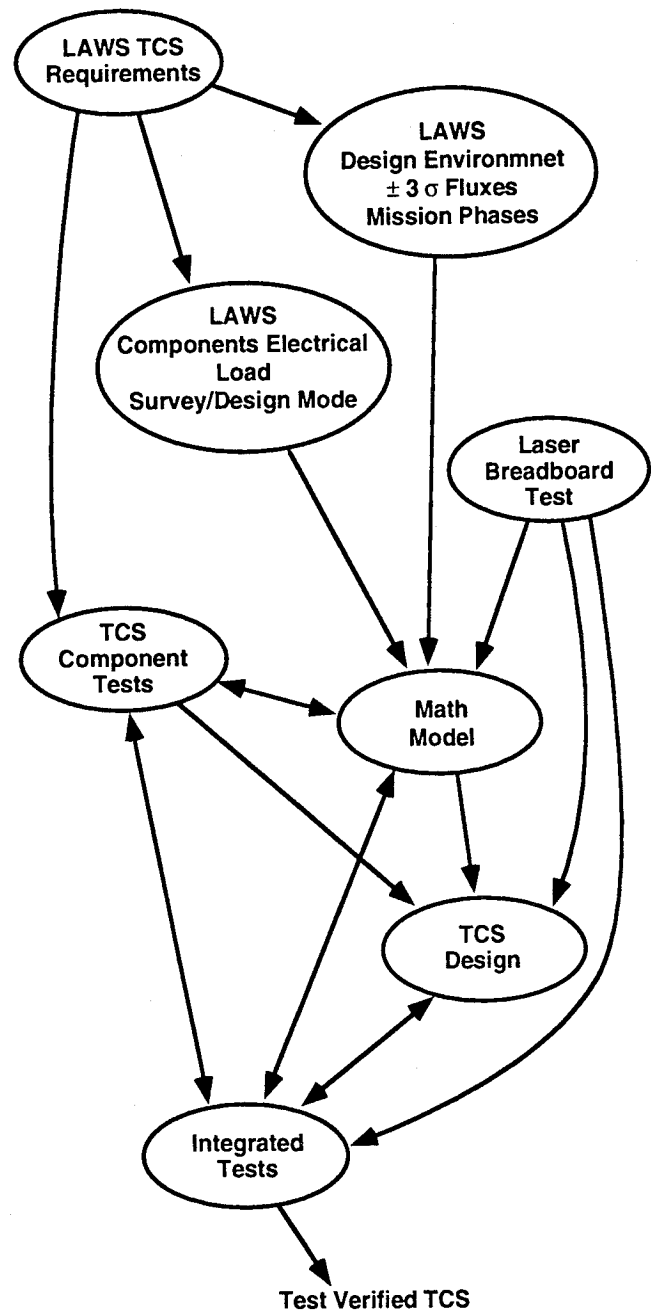 LAWS TCS
Requirements
LAWS
Design Environmnet
± 3 σ Fluxes
Mission Phases
LAWS
Components Electrical
Load
Survey/Design Mode
Laser
Breadboard
Test
TCS
Component
Tests
Math
Model
TCS
Design
Integrated
Tests
Test Verified TCS